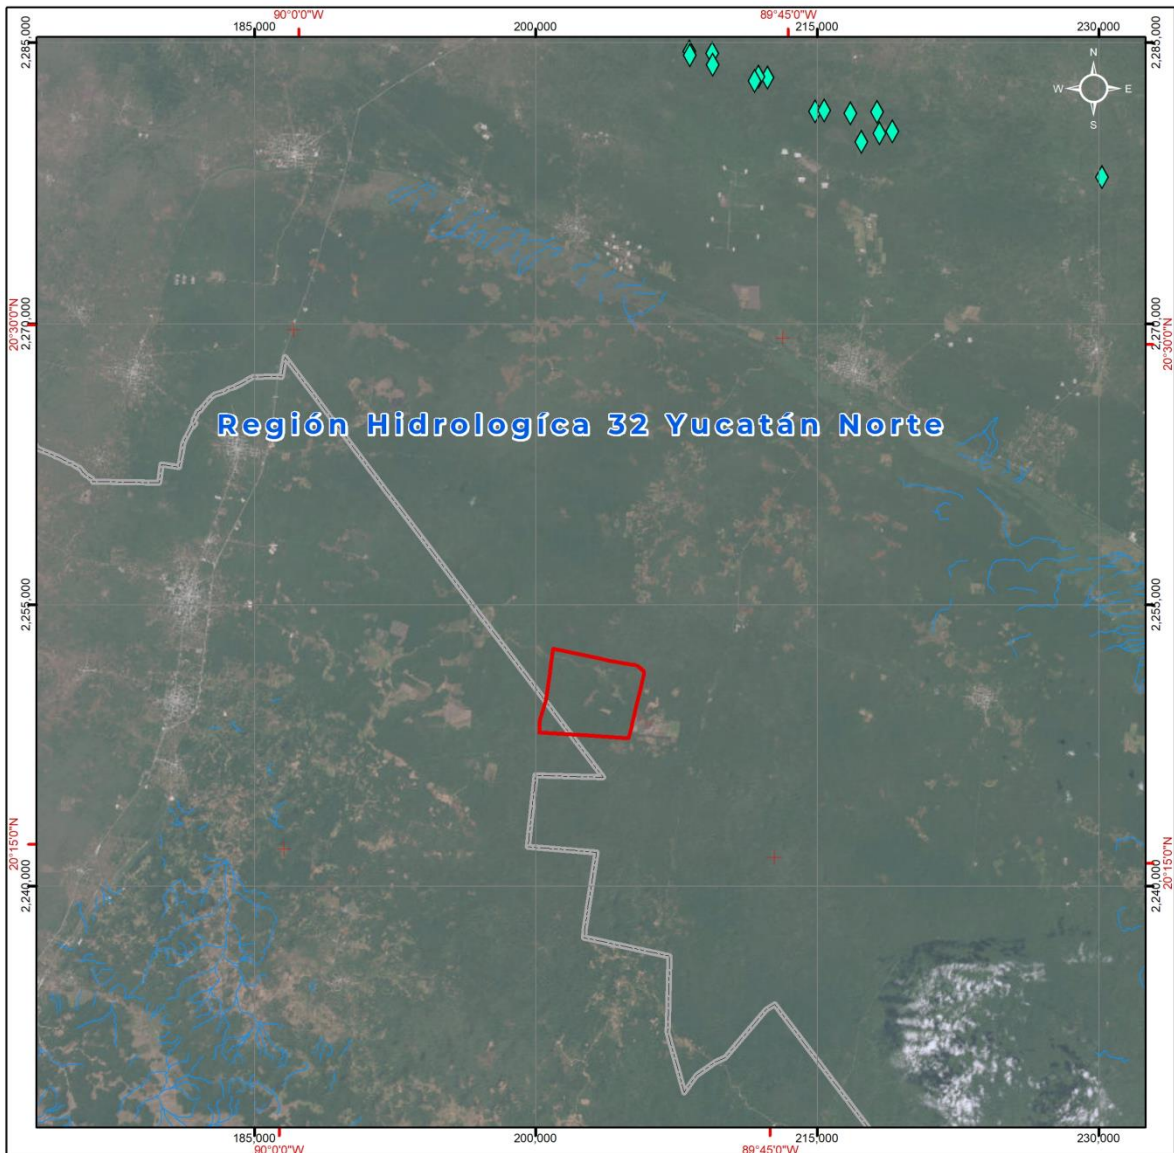 90°0'0"W 89°45'0"W
185,000 200,000 215,000 230,000
2,285,000 2,285,000
N
W E
S
20°30'0"N 2,270,000 2,270,000 20°30'0"N
Región Hidrologíca 32 Yucatán Norte
2,255,000 2,255,000
20°15'0"N 2,240,000 2,240,000 20°15'0"N
185,000 200,000 215,000 230,000
90°0'0"W 89°45'0"W